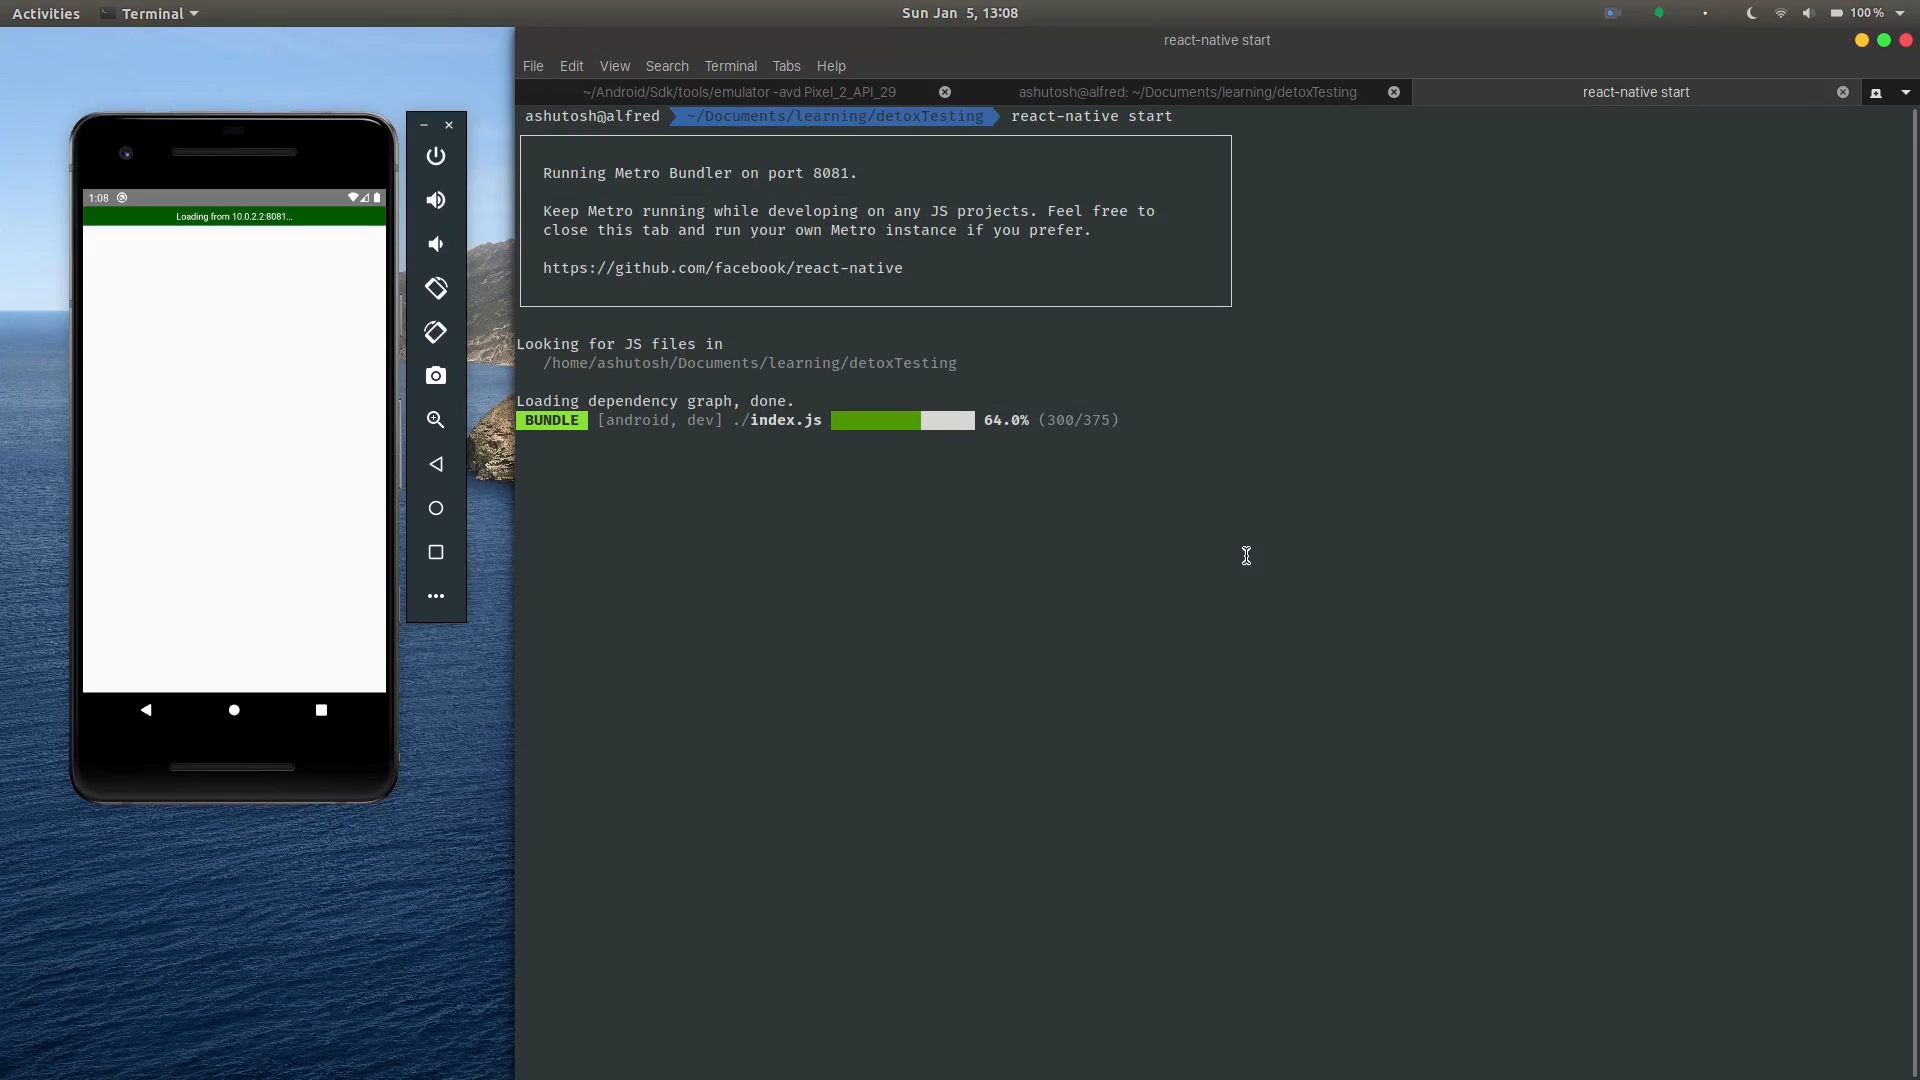 Activities
Terminal
Sun Jan 5, 13:08
100 %
react-native start
File Edit View Search Terminal Tabs Help
~/Android/Sdk/tools/emulator -avd Pixel_2_API_29
ashutosh@alfred: ~/Documents/learning/detoxTesting
react-native start
ashutosh@alfred ~/Documents/learning/detoxTesting react-native start
Running Metro Bundler on port 8081.
Keep Metro running while developing on any JS projects. Feel free to
close this tab and run your own Metro instance if you prefer.
https://github.com/facebook/react-native
Looking for JS files in
/home/ashutosh/Documents/learning/detoxTesting
Loading dependency graph, done.
BUNDLE [android, dev] ./index.js 64.0% (300/375)
1:08
Loading from 10.0.2.2:8081...